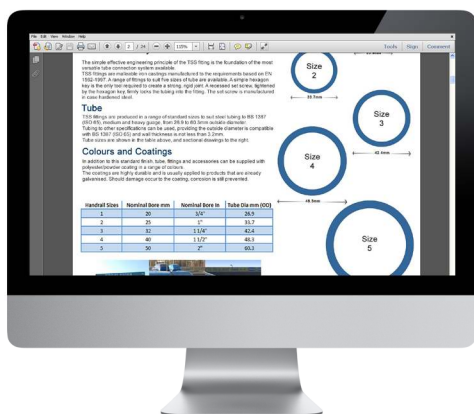 File Edit View Window Help
2 / 24
125%
Tools
Sign
Comment
The simple effective engineering principle of the TSS fitting is the foundation of the most
versatile tube connection system available.
TSS fittings are malleable iron castings manufactured to the requirements based on EN
1562-1997. A range of fittings to suit five sizes of tube are available. A simple hexagon
key is the only tool required to create a strong, rigid joint. A recessed set screw, tightened
by the hexagon key, firmly locks the tubing into the fitting. The set screw is manufactured
in case hardened steel.
Tube
TSS fittings are produced in a range of standard sizes to suit steel tubing to BS 1387
(ISO 65), medium and heavy gauge, from 26.9 to 60.3mm outside diameter.
Tubing to other specifications can be used, providing the outside diameter is compatible
with BS 1387 (ISO 65) and wall thickness is not less than 3.2mm.
Tube sizes are shown in the table above, and sectional drawings to the right.
Colours and Coatings
In addition to this standard finish, tube, fittings and accessories can be supplied with
polyester/powder coating in a range of colours.
The coatings are highly durable and is usually applied to products that are already
galvanised. Should damage occur to the coating, corrosion is still prevented.
Handrail Sizes Nominal Bore mm Nominal Bore in Tube Dia mm (OD)
1 20 3/4" 26.9
2 25 1" 33.7
3 32 1 1/4" 42.4
4 40 1 1/2" 48.3
5 50 2" 60.3
Size
2
33.7mm
Size
3
42.4mm
Size
4
48.3mm
Size
5